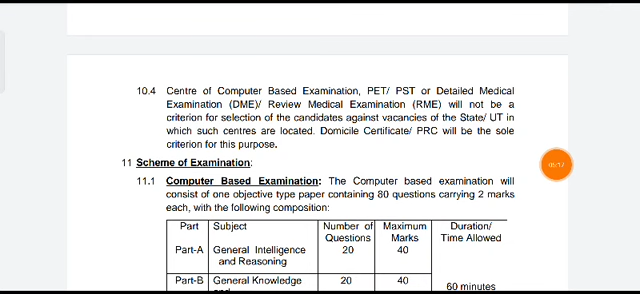 10.4 Centre of Computer Based Examination, PET/ PST or Detailed Medical
Examination (DME)/ Review Medical Examination (RME) will not be a
criterion for selection of the candidates against vacancies of the State/ UT in
which such centres are located. Domicile Certificate/ PRC will be the sole
criterion for this purpose.
11 Scheme of Examination:
11.1 Computer Based Examination: The Computer based examination will
consist of one objective type paper containing 80 questions carrying 2 marks
each, with the following composition:
Part Subject Number of Questions Maximum Marks Duration/ Time Allowed
Part-A General Intelligence and Reasoning 20 40
Part-B General Knowledge 20 40
60 minutes